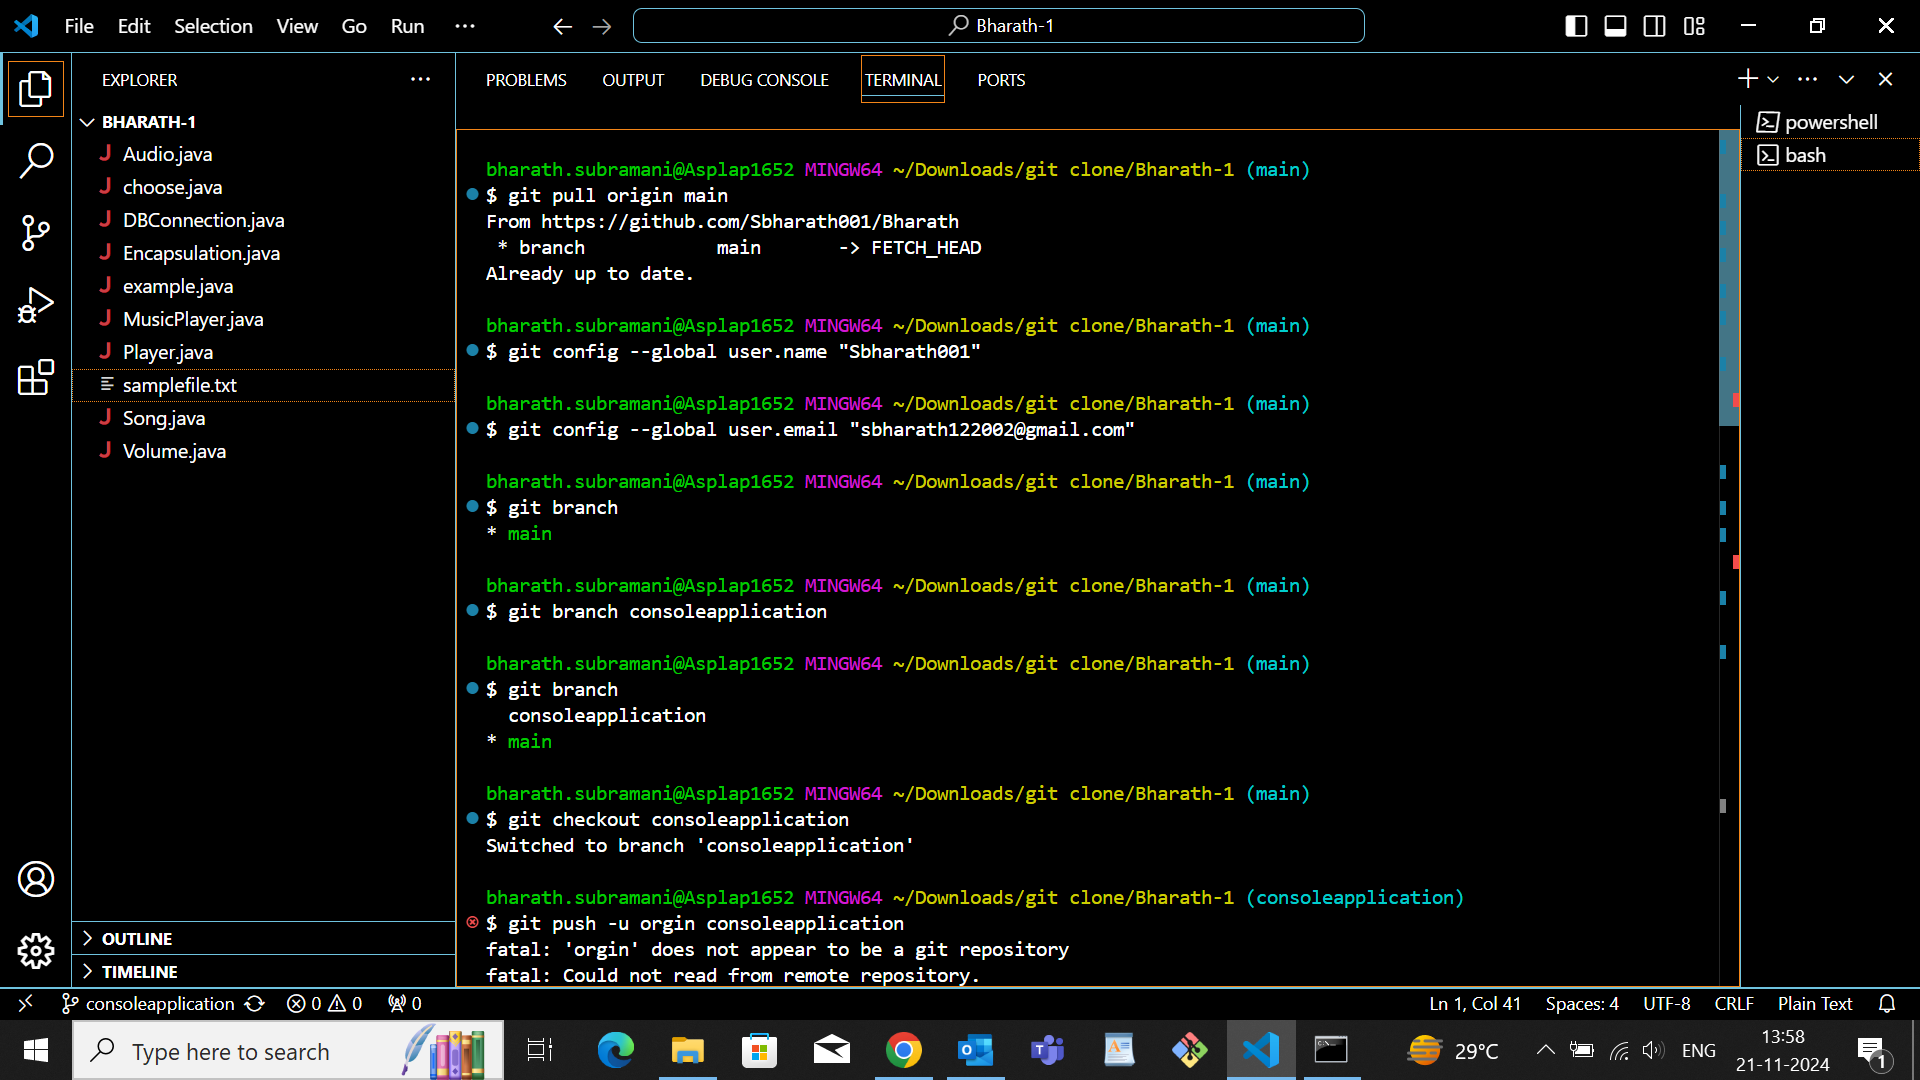 File Edit Selection View Go Run ···
Bharath-1
EXPLORER
BHARATH-1
Audio.java
choose.java
DBConnection.java
Encapsulation.java
example.java
MusicPlayer.java
Player.java
samplefile.txt
Song.java
Volume.java
OUTLINE
TIMELINE
PROBLEMS OUTPUT DEBUG CONSOLE TERMINAL PORTS
bharath.subramani@Asplap1652 MINGW64 ~/Downloads/git clone/Bharath-1 (main)
$ git pull origin main
From https://github.com/Sbharath001/Bharath
 * branch            main       -> FETCH_HEAD
Already up to date.
bharath.subramani@Asplap1652 MINGW64 ~/Downloads/git clone/Bharath-1 (main)
$ git config --global user.name "Sbharath001"
bharath.subramani@Asplap1652 MINGW64 ~/Downloads/git clone/Bharath-1 (main)
$ git config --global user.email "sbharath122002@gmail.com"
bharath.subramani@Asplap1652 MINGW64 ~/Downloads/git clone/Bharath-1 (main)
$ git branch
* main
bharath.subramani@Asplap1652 MINGW64 ~/Downloads/git clone/Bharath-1 (main)
$ git branch consoleapplication
bharath.subramani@Asplap1652 MINGW64 ~/Downloads/git clone/Bharath-1 (main)
$ git branch
  consoleapplication
* main
bharath.subramani@Asplap1652 MINGW64 ~/Downloads/git clone/Bharath-1 (main)
$ git checkout consoleapplication
Switched to branch 'consoleapplication'
bharath.subramani@Asplap1652 MINGW64 ~/Downloads/git clone/Bharath-1 (consoleapplication)
$ git push -u orgin consoleapplication
fatal: 'orgin' does not appear to be a git repository
fatal: Could not read from remote repository.
powershell
bash
consoleapplication 0 0 0
Ln 1, Col 41 Spaces: 4 UTF-8 CRLF Plain Text
Type here to search
29°C
ENG
13:58
21-11-2024
1